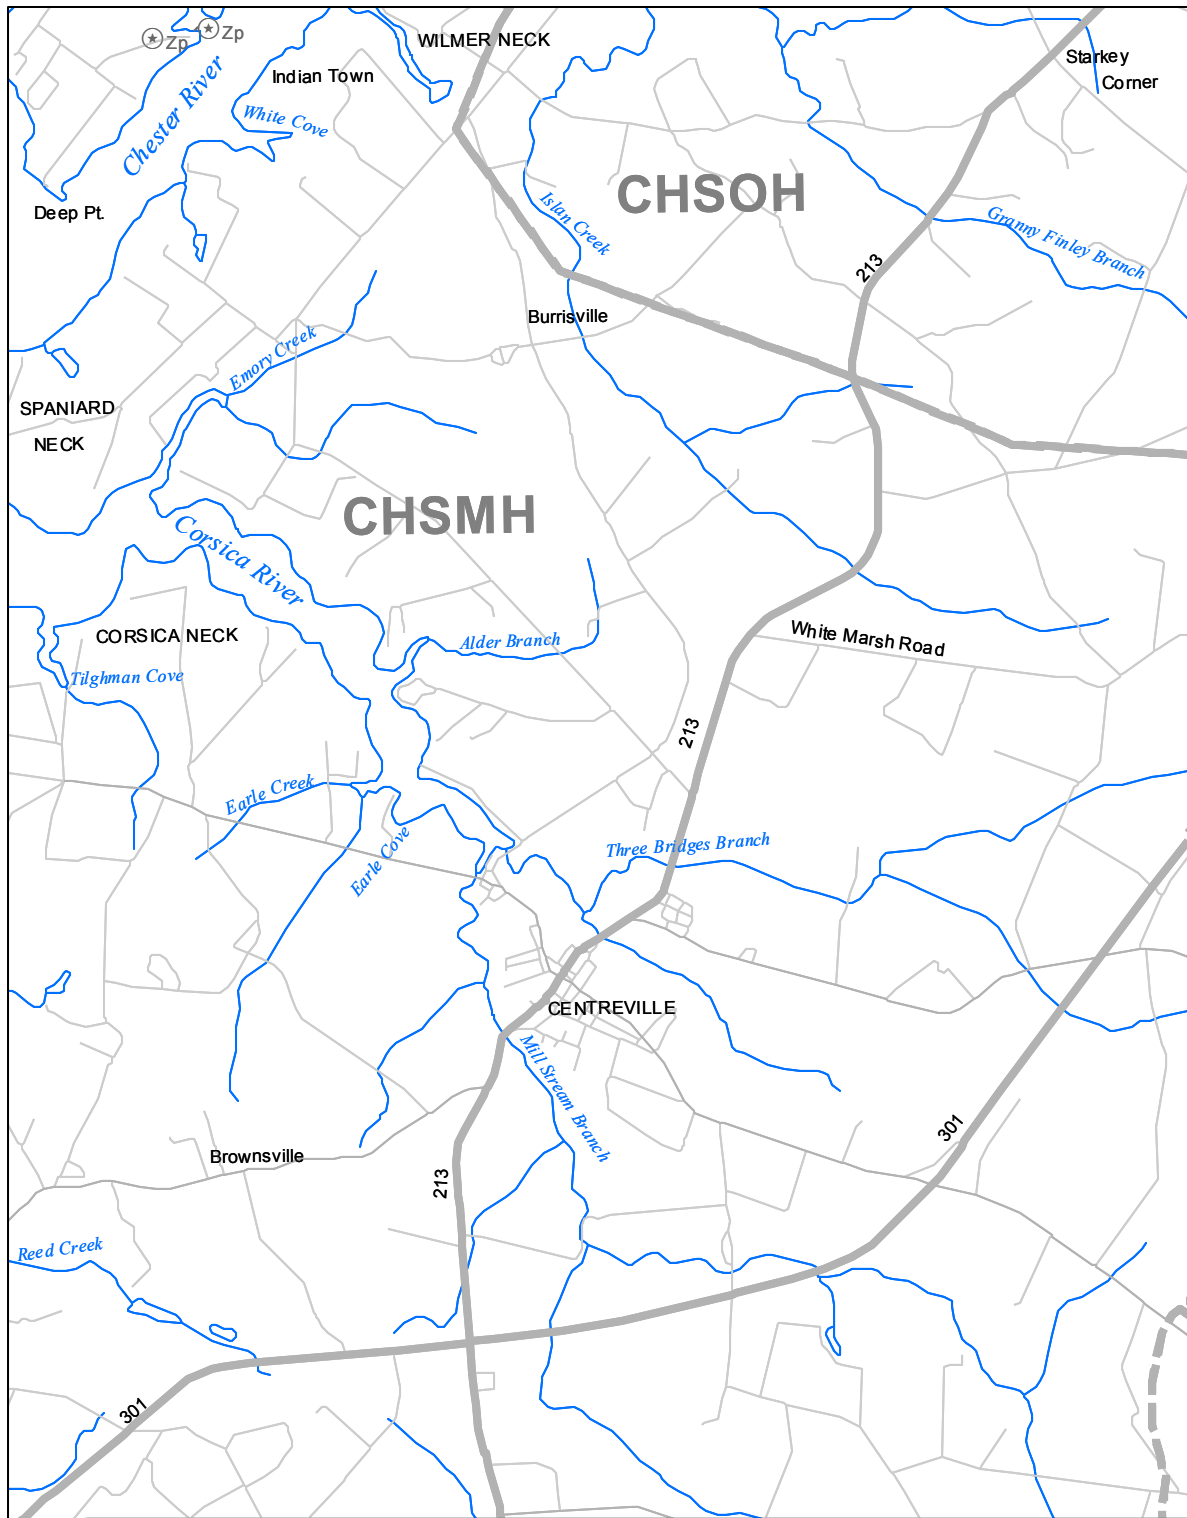 Zp
Zp
WILMER NECK
Starkey
Corner
Indian Town
Chester River
White Cove
CHSOH
Deep Pt.
Islan Creek
Granny Finley Branch
213
Burrisville
Emory Creek
SPANIARD
NECK
CHSMH
Corsica River
CORSICA NECK
Alder Branch
White Marsh Road
Tilghman Cove
213
Earle Creek
Earle Cove
Three Bridges Branch
CENTREVILLE
Mill Stream Branch
301
Brownsville
213
Reed Creek
301